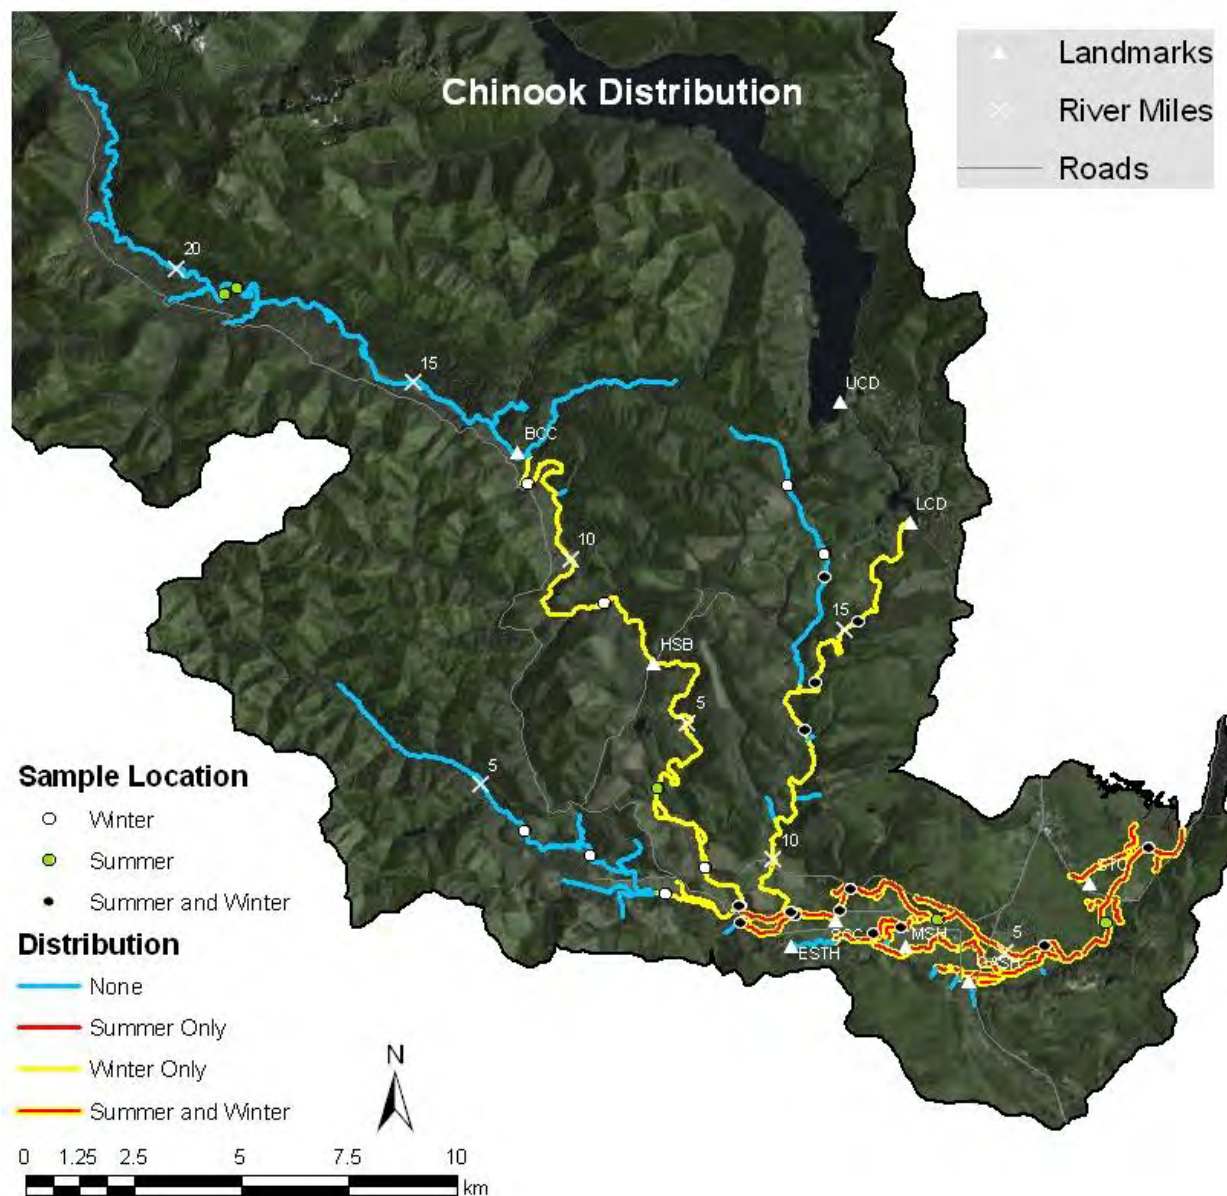 Chinook Distribution
Landmarks
River Miles
Roads
20
15
UCD
BCC
LCD
10
15
HSB
5
5
10
STC
5
BCC
MSH
ESTH
Sample Location
Winter
Summer
Summer and Winter
Distribution
None
Summer Only
Winter Only
Summer and Winter
N
0 1.25 2.5 5 7.5 10
km